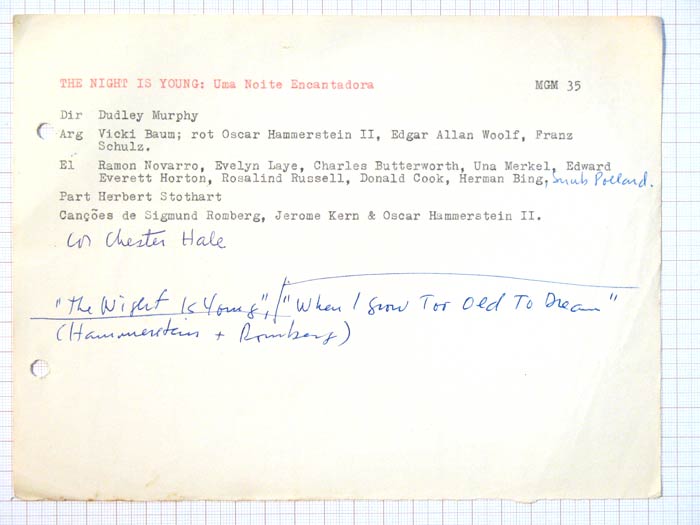 THE NIGHT IS YOUNG: Uma Noite Encantadora MGM 35
Dir Dudley Murphy
Arg Vicki Baum; rot Oscar Hammerstein II, Edgar Allan Woolf, Franz
Schulz.
El Ramon Novarro, Evelyn Laye, Charles Butterworth, Una Merkel, Edward
Everett Horton, Rosalind Russell, Donald Cook, Herman Bing, Snub Pollard.
Part Herbert Stothart
Canções de Sigmund Romberg, Jerome Kern & Oscar Hammerstein II.
Cor Chester Hale
"The Night Is Young", "When I Grow Too Old To Dream"
(Hammerstein + Romberg)